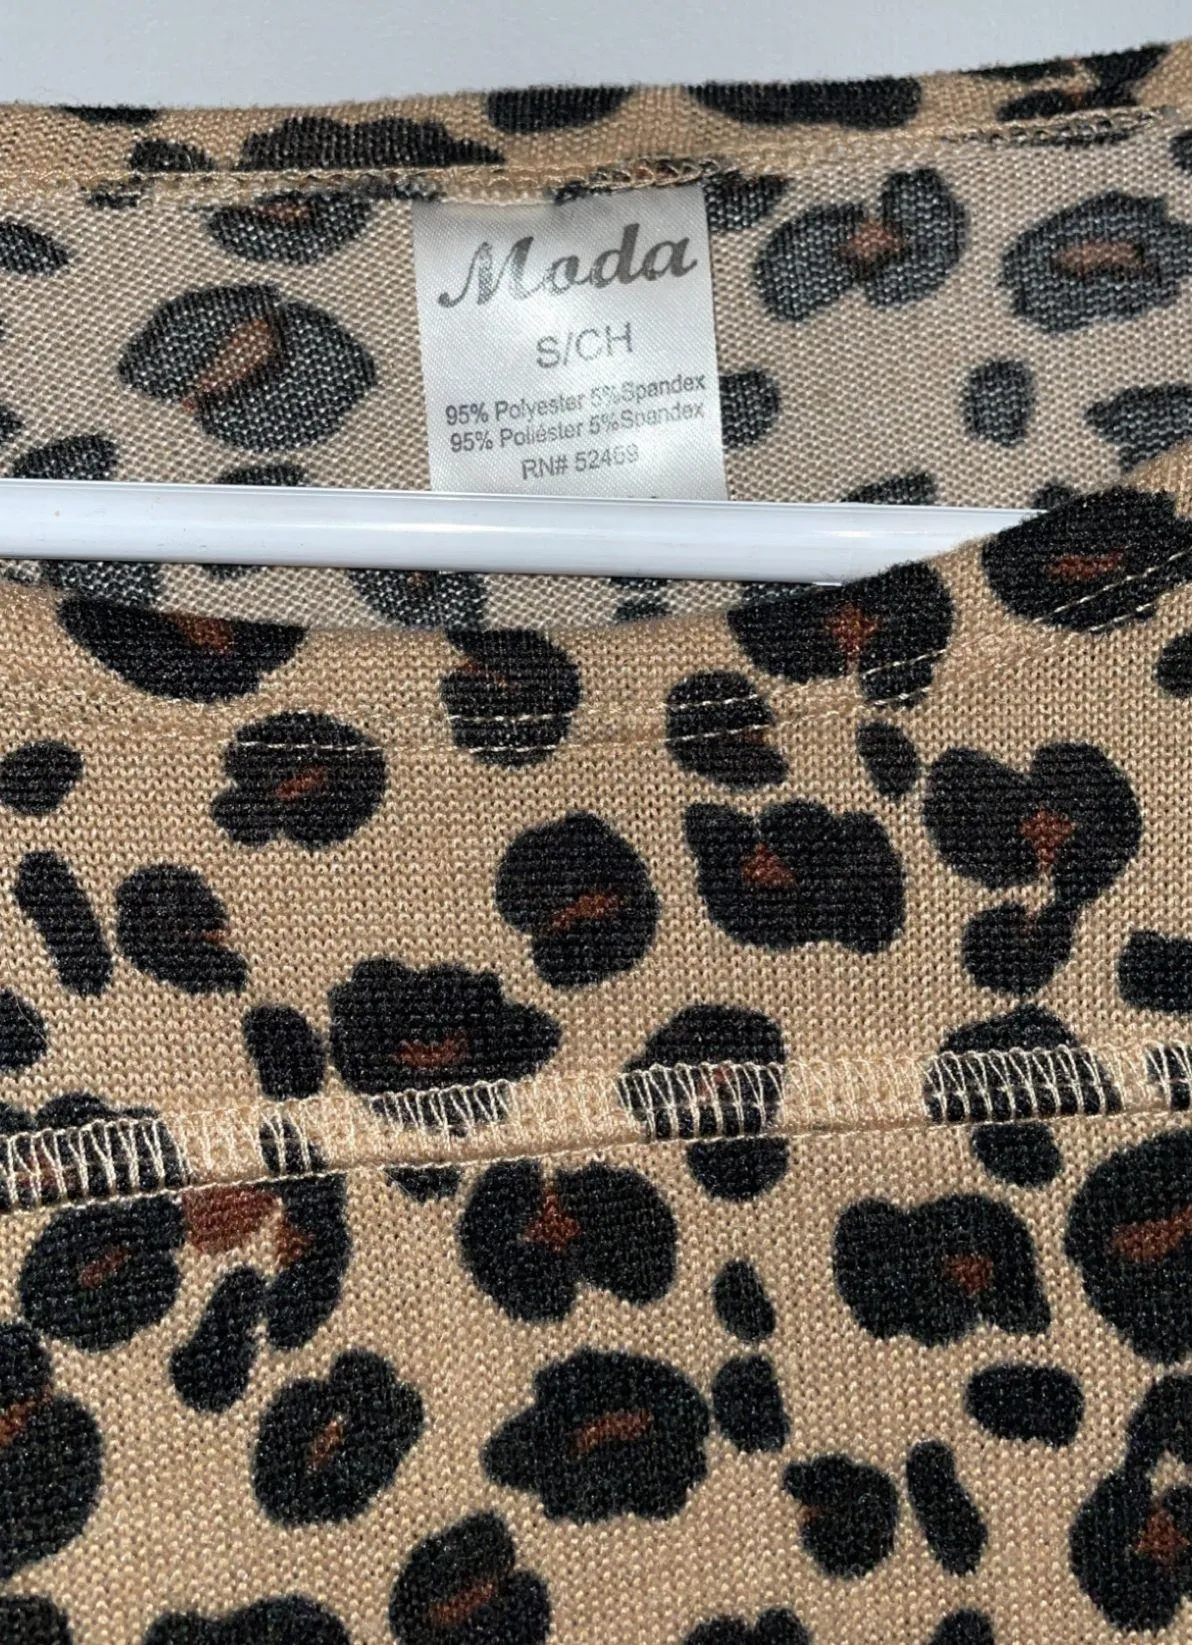 Moda
S/CH
95% Polyester 5% Spandex
95% Poliéster 5% Spandex
RN# 52469